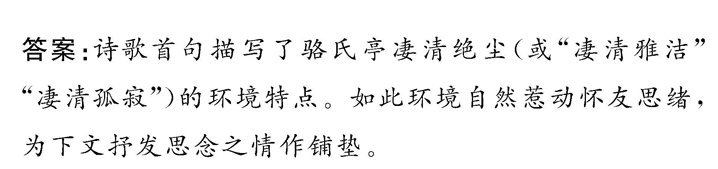 答案:诗歌首句描写了骆氏亭凄清绝尘(或“凄清雅洁”
“凄清孤寂”)的环境特点。如此环境自然惹动怀友思绪,
为下文抒发思念之情作铺垫。